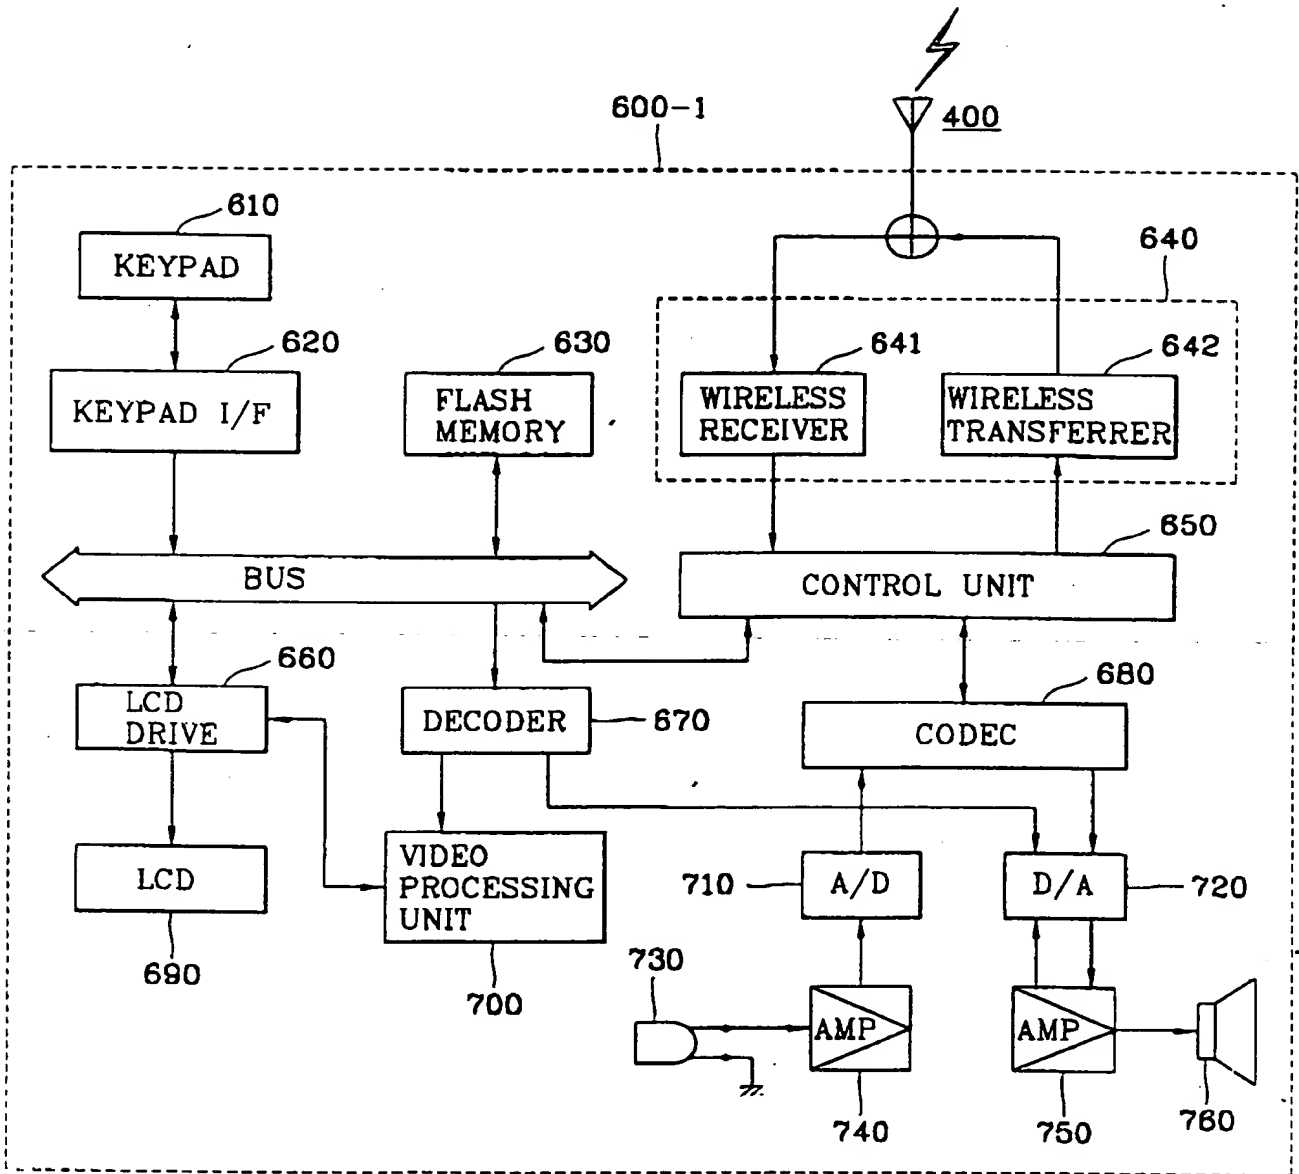 600-1
400
610
KEYPAD
640
620
KEYPAD I/F
630
FLASH
MEMORY
641
WIRELESS
RECEIVER
642
WIRELESS
TRANSFERRER
650
BUS
CONTROL UNIT
660
LCD
DRIVE
DECODER
670
680
CODEC
LCD
690
VIDEO
PROCESSING
UNIT
700
710
A/D
D/A
720
730
AMP
740
AMP
750
760